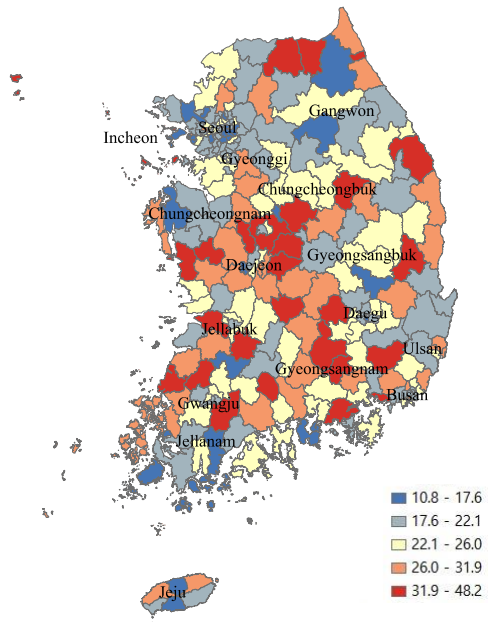 Gangwon
Seoul
Incheon
Gyeonggi
Chungcheongbuk
Chungcheongnam
Gyeongsangbuk
Daejeon
Daegu
Jellabuk
Ulsan
Gyeongsangnam
Busan
Gwangju
Jellanam
10.8 - 17.6
17.6 - 22.1
22.1 - 26.0
26.0 - 31.9
31.9 - 48.2
Jeju